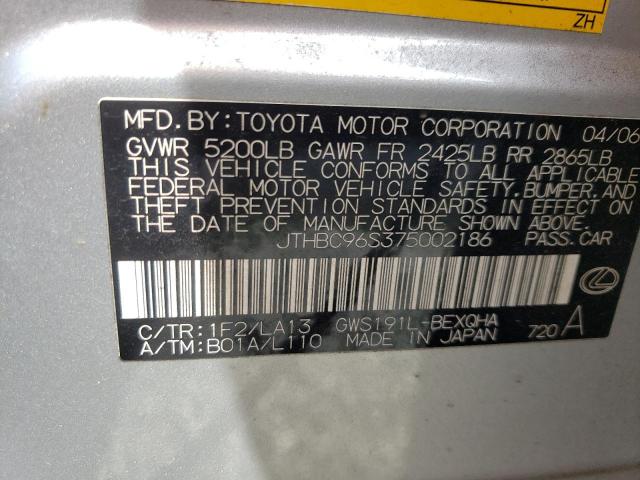 ZH
MFD. BY: TOYOTA MOTOR CORPORATION 04/06
GVWR 5200LB GAWR FR 2425LB RR 2865LB
THIS VEHICLE CONFORMS TO ALL APPLICABLE
FEDERAL MOTOR VEHICLE SAFETY, BUMPER, AND
THEFT PREVENTION STANDARDS IN EFFECT ON
THE DATE OF MANUFACTURE SHOWN ABOVE.
JTHBC96S375002186 PASS.CAR
C/TR: 1F2/LA13 GWS191L-BEXQHA
A/TM: B01A/L110 MADE IN JAPAN 720 A